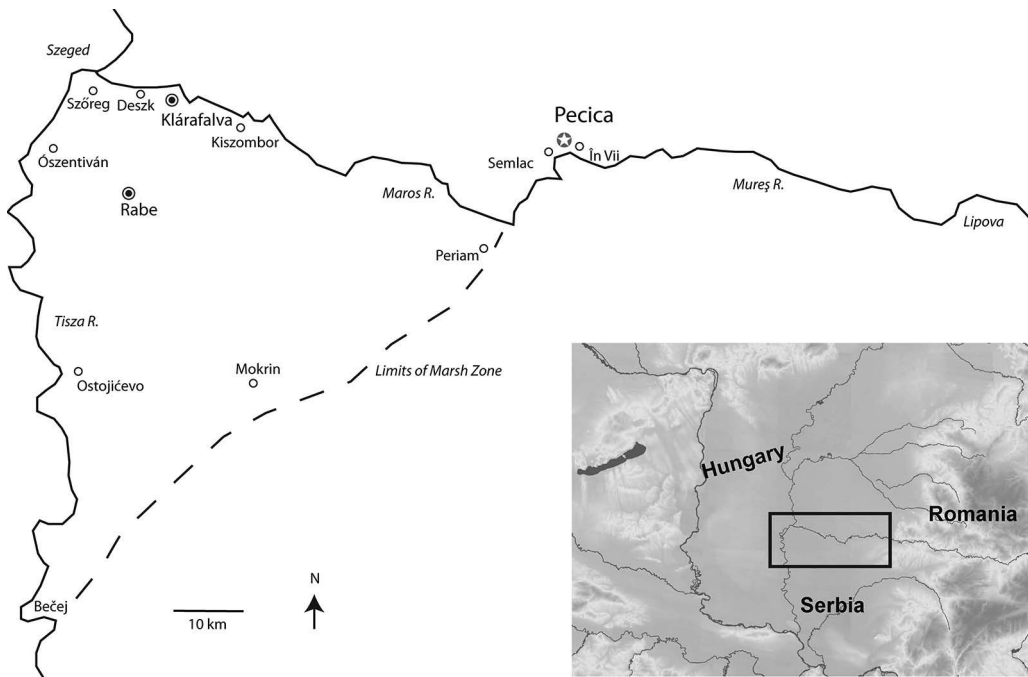 Szeged
Szőreg
Deszk
Klárafalva
Kiszombor
Pecica
Semlac
În Vii
Ószentiván
Rabe
Maros R.
Mureş R.
Lipova
Periam
Tisza R.
Ostojićevo
Mokrin
Limits of Marsh Zone
Hungary
Romania
Serbia
Bečej
10 km
N